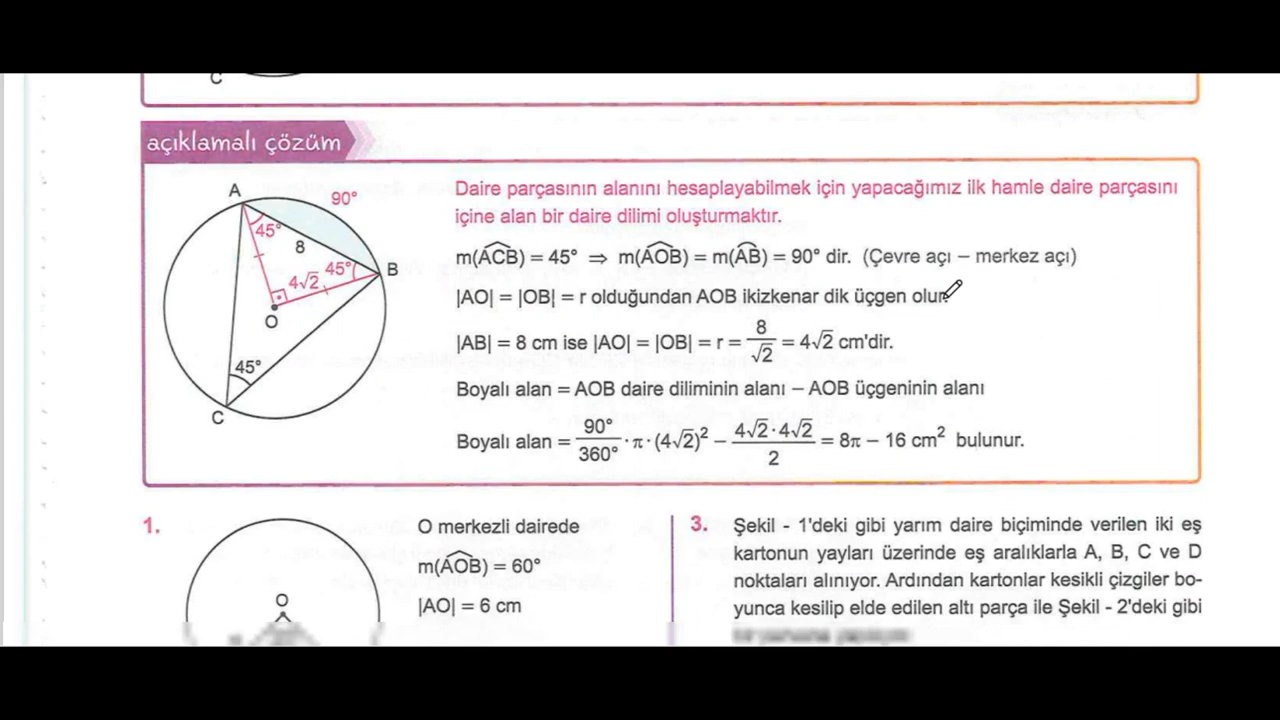 C
açıklamalı çözüm
A
90°
45°
8
45°
B
4√2
O
45°
C
Daire parçasının alanını hesaplayabilmek için yapacağımız ilk hamle daire parçasını
içine alan bir daire dilimi oluşturmaktır.
m(ACB) = 45° ⇒ m(AOB) = m(AB) = 90° dir. (Çevre açı – merkez açı)
|AO| = |OB| = r olduğundan AOB ikizkenar dik üçgen olur
|AB| = 8 cm ise |AO| = |OB| = r = 8/√2 = 4√2 cm'dir.
Boyalı alan = AOB daire diliminin alanı – AOB üçgeninin alanı
Boyalı alan = 90°/360° · π · (4√2)² – 4√2 · 4√2/2 = 8π – 16 cm² bulunur.
1.
O
O merkezli dairede
m(AOB) = 60°
|AO| = 6 cm
3. Şekil - 1'deki gibi yarım daire biçiminde verilen iki eş
kartonun yayları üzerinde eş aralıklarla A, B, C ve D
noktaları alınıyor. Ardından kartonlar kesikli çizgiler bo-
yunca kesilip elde edilen altı parça ile Şekil - 2'deki gibi